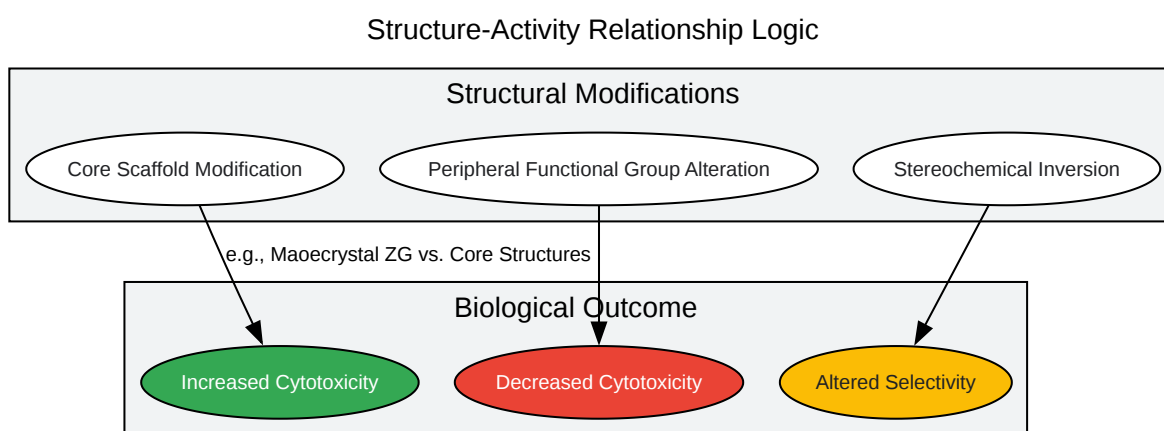 Structure-Activity Relationship Logic
Structural Modifications
Core Scaffold Modification
Peripheral Functional Group Alteration
Stereochemical Inversion
e.g., Maoecrystal ZG vs. Core Structures
Biological Outcome
Increased Cytotoxicity
Decreased Cytotoxicity
Altered Selectivity